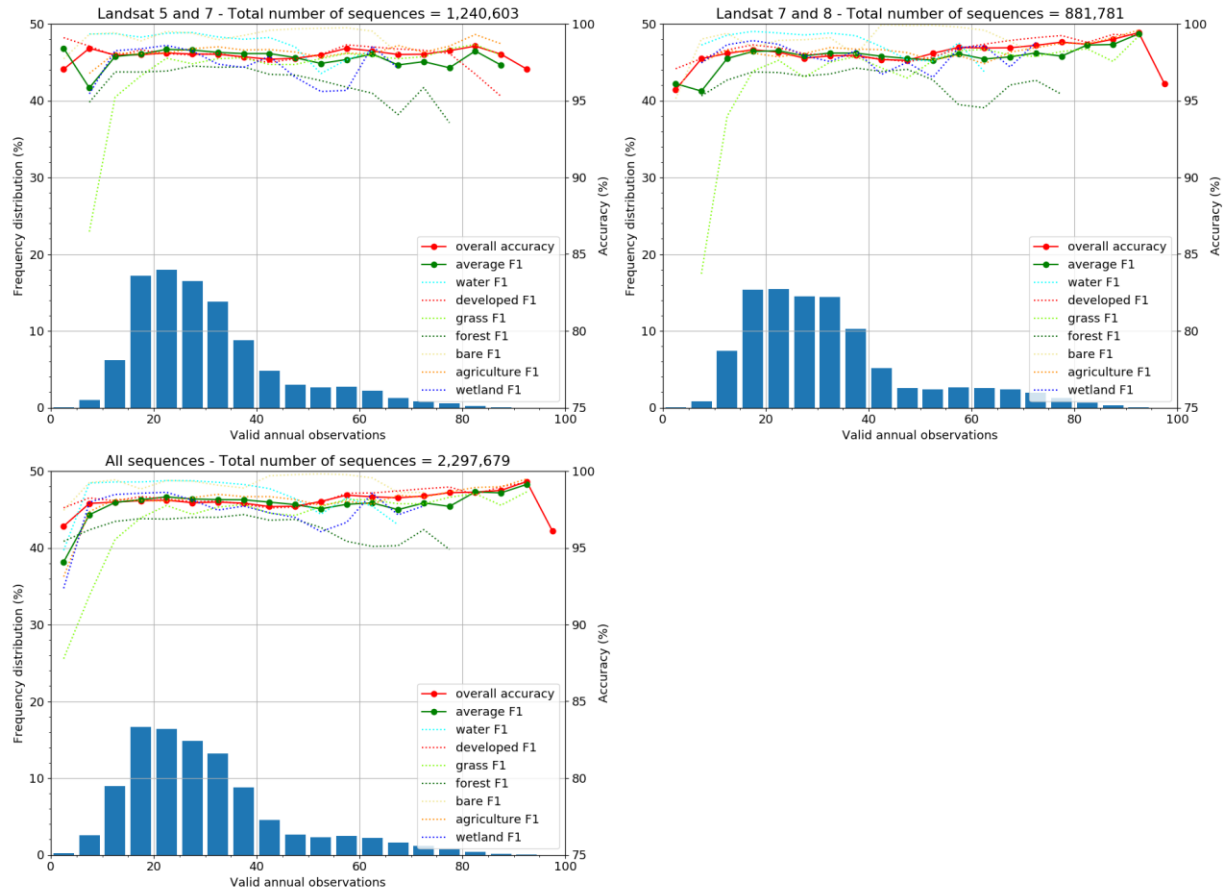 Landsat 5 and 7 - Total number of sequences = 1,240,603
50
40
30
20
10
0
Frequency distribution (%)
100
95
90
85
80
75
Accuracy (%)
overall accuracy
average F1
water F1
developed F1
grass F1
forest F1
bare F1
agriculture F1
wetland F1
0 20 40 60 80 100
Valid annual observations
Landsat 7 and 8 - Total number of sequences = 881,781
50
40
30
20
10
0
Frequency distribution (%)
100
95
90
85
80
75
Accuracy (%)
overall accuracy
average F1
water F1
developed F1
grass F1
forest F1
bare F1
agriculture F1
wetland F1
0 20 40 60 80 100
Valid annual observations
All sequences - Total number of sequences = 2,297,679
50
40
30
20
10
0
Frequency distribution (%)
100
95
90
85
80
75
Accuracy (%)
overall accuracy
average F1
water F1
developed F1
grass F1
forest F1
bare F1
agriculture F1
wetland F1
0 20 40 60 80 100
Valid annual observations